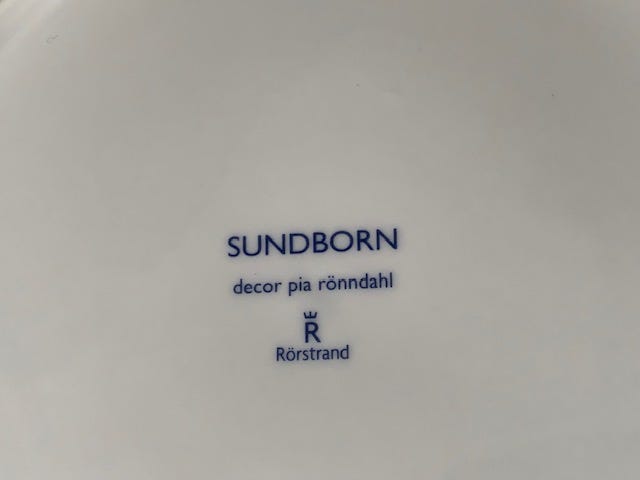 SUNDBORN
decor pia rönndahl
R
Rörstrand